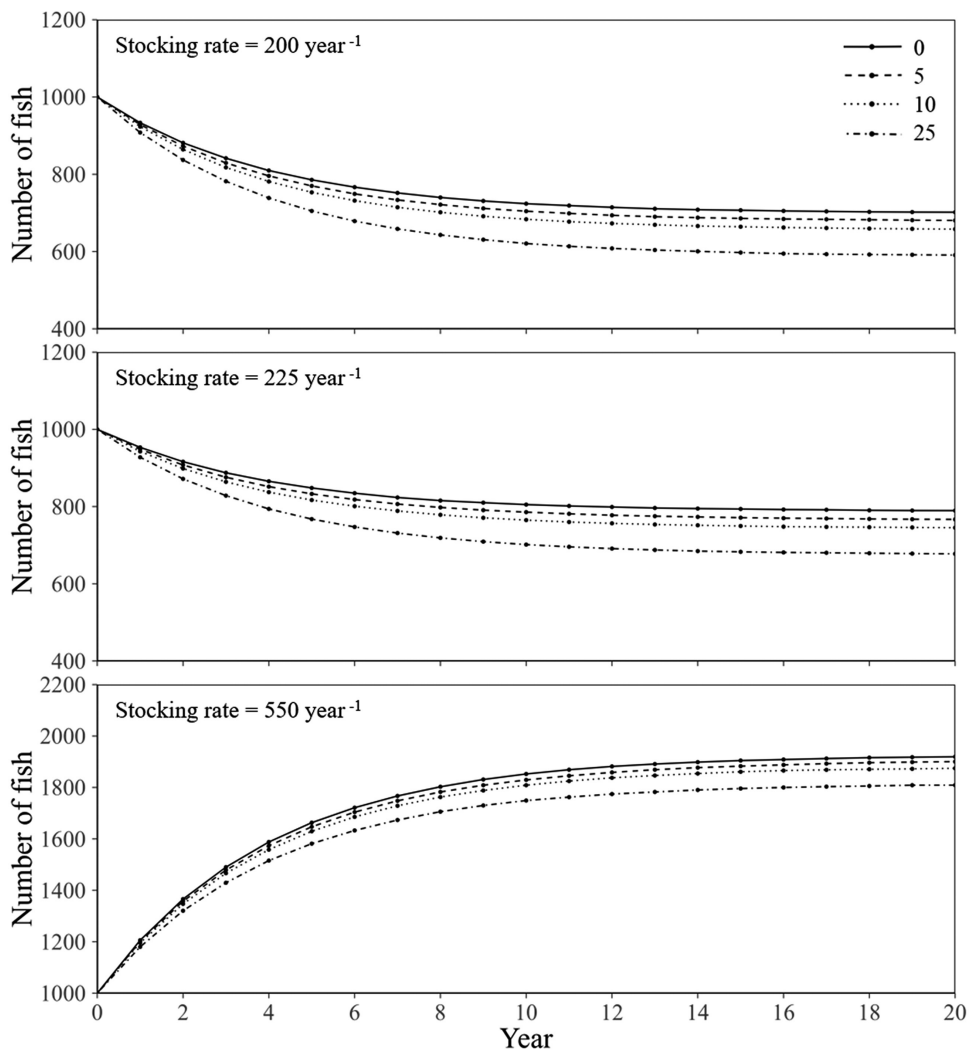 1200
Stocking rate = 200 year⁻¹
0
5
10
25
1000
800
600
400
Number of fish
1200
Stocking rate = 225 year⁻¹
1000
800
600
400
Number of fish
2200
Stocking rate = 550 year⁻¹
2000
1800
1600
1400
1200
1000
Number of fish
0 2 4 6 8 10 12 14 16 18 20
Year